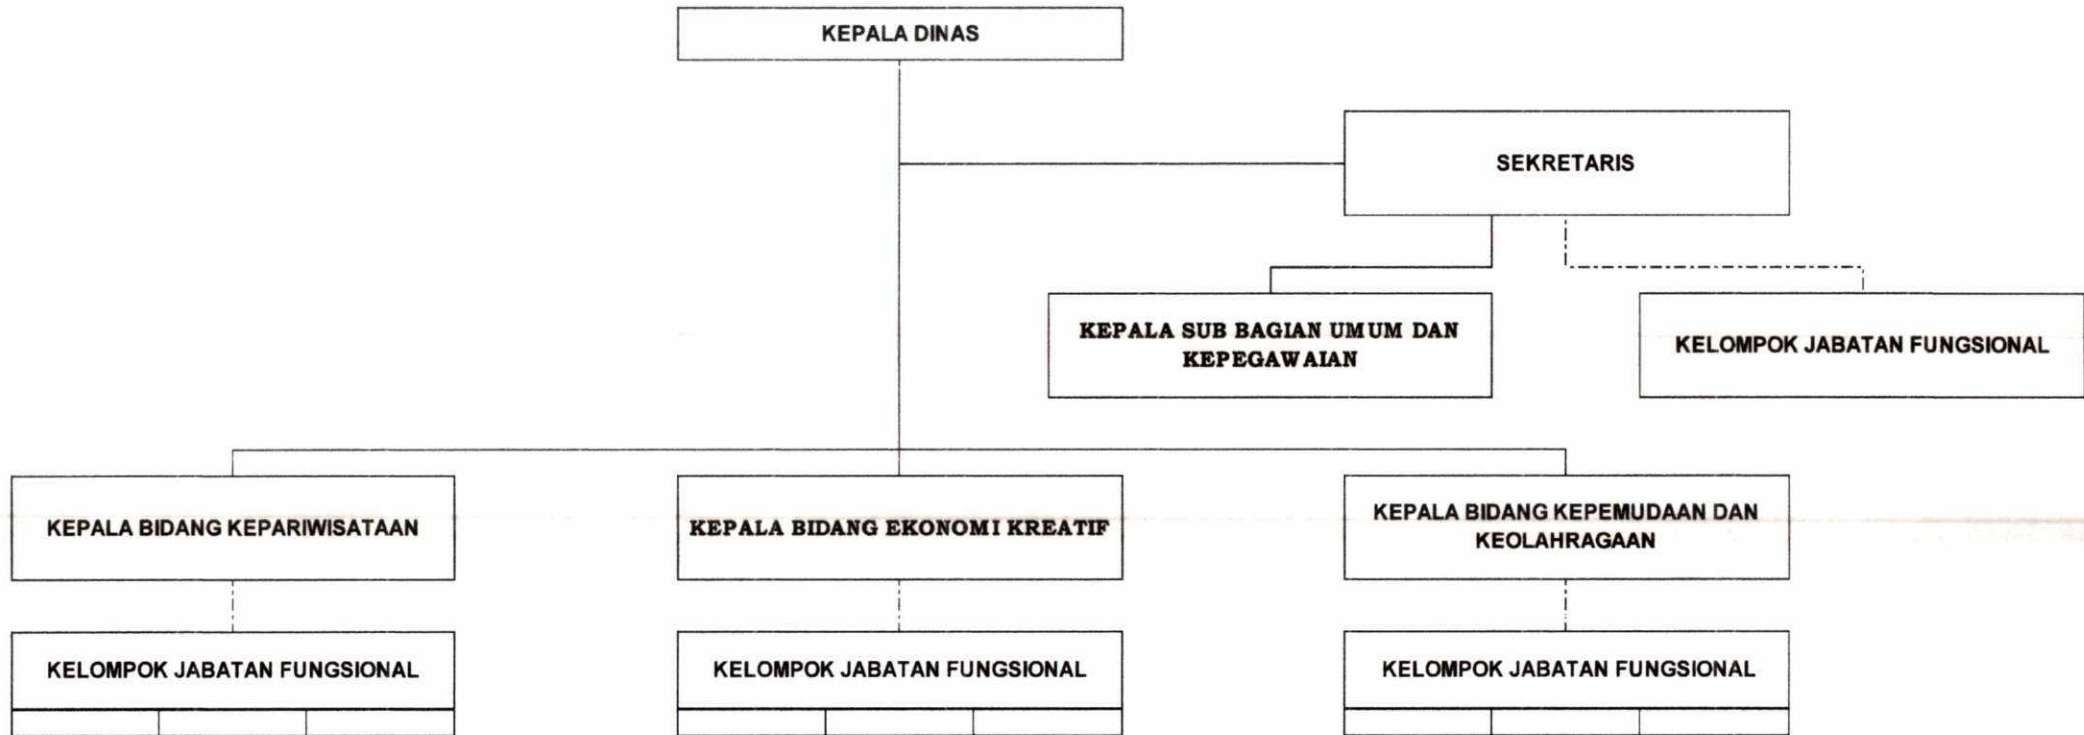 KEPALA DINAS
SEKRETARIS
KEPALA SUB BAGIAN UMUM DAN
KEPEGAWAIAN
KELOMPOK JABATAN FUNGSIONAL
KEPALA BIDANG KEPARIWISATAAN
KEPALA BIDANG EKONOMI KREATIF
KEPALA BIDANG KEPEMUDAAN DAN
KEOLAHRAGAAN
KELOMPOK JABATAN FUNGSIONAL
KELOMPOK JABATAN FUNGSIONAL
KELOMPOK JABATAN FUNGSIONAL